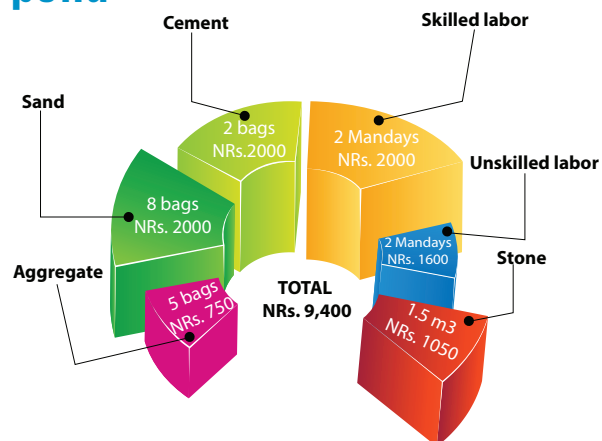 Cement
Skilled labor
Sand
2 bags
NRs.2000
2 Mandays
NRs. 2000
Unskilled labor
8 bags
NRs. 2000
2 Mandays
NRs. 1600
Stone
Aggregate
5 bags
NRs. 750
TOTAL
NRs. 9,400
1.5 m3
NRs. 1050